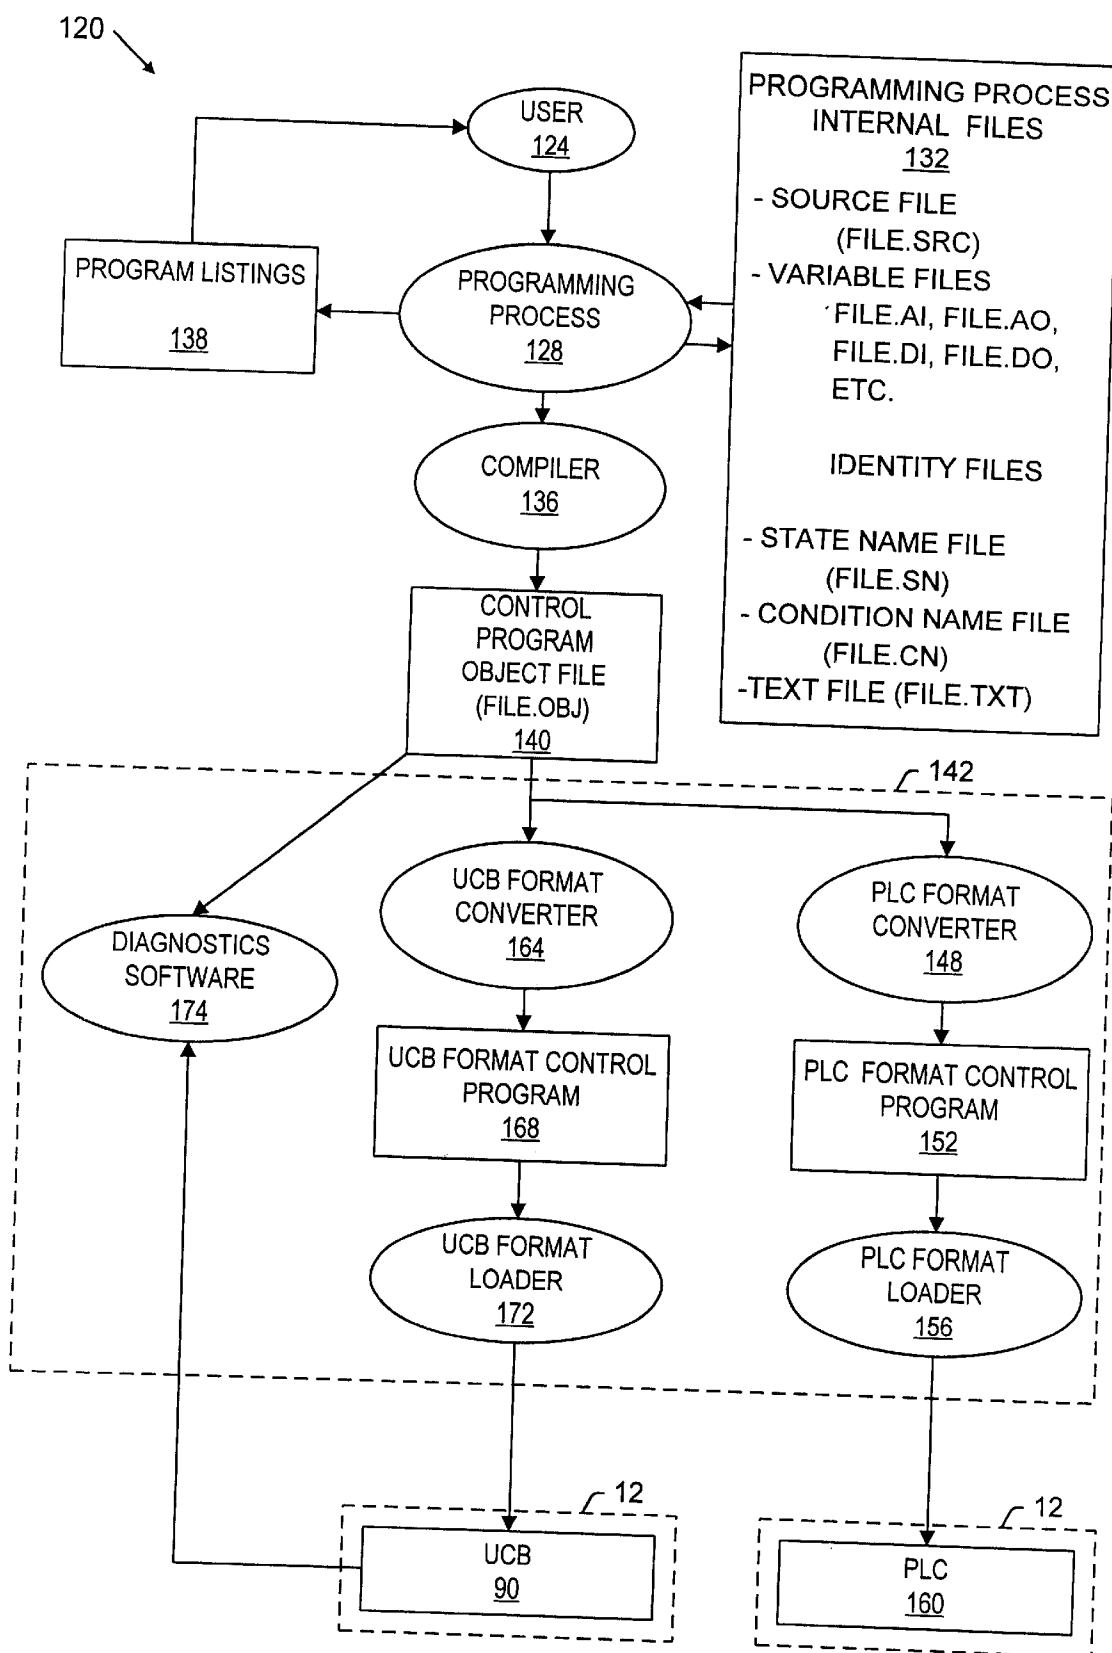 120
USER
124
PROGRAMMING PROCESS
INTERNAL FILES
132
- SOURCE FILE
(FILE.SRC)
- VARIABLE FILES
FILE.AI, FILE.AO,
FILE.DI, FILE.DO,
ETC.
IDENTITY FILES
- STATE NAME FILE
(FILE.SN)
- CONDITION NAME FILE
(FILE.CN)
-TEXT FILE (FILE.TXT)
PROGRAM LISTINGS
138
PROGRAMMING
PROCESS
128
COMPILER
136
CONTROL
PROGRAM
OBJECT FILE
(FILE.OBJ)
140
142
UCB FORMAT
CONVERTER
164
PLC FORMAT
CONVERTER
148
DIAGNOSTICS
SOFTWARE
174
UCB FORMAT CONTROL
PROGRAM
168
PLC FORMAT CONTROL
PROGRAM
152
UCB FORMAT
LOADER
172
PLC FORMAT
LOADER
156
12
UCB
90
12
PLC
160